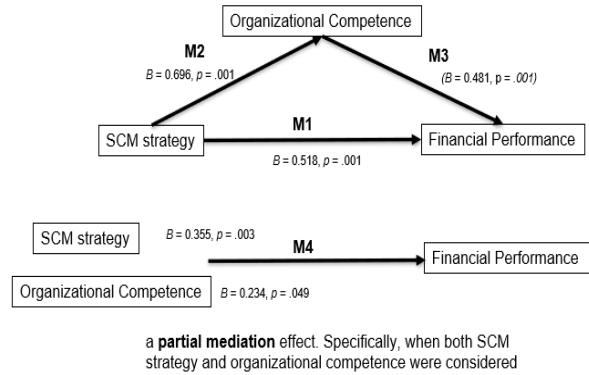 Organizational Competence
M2
M3
B = 0.696, p = .001
(B = 0.481, p = .001)
M1
SCM strategy
Financial Performance
B = 0.518, p = .001
SCM strategy
B = 0.355, p = .003
M4
Financial Performance
Organizational Competence
B = 0.234, p = .049
a partial mediation effect. Specifically, when both SCM
strategy and organizational competence were considered